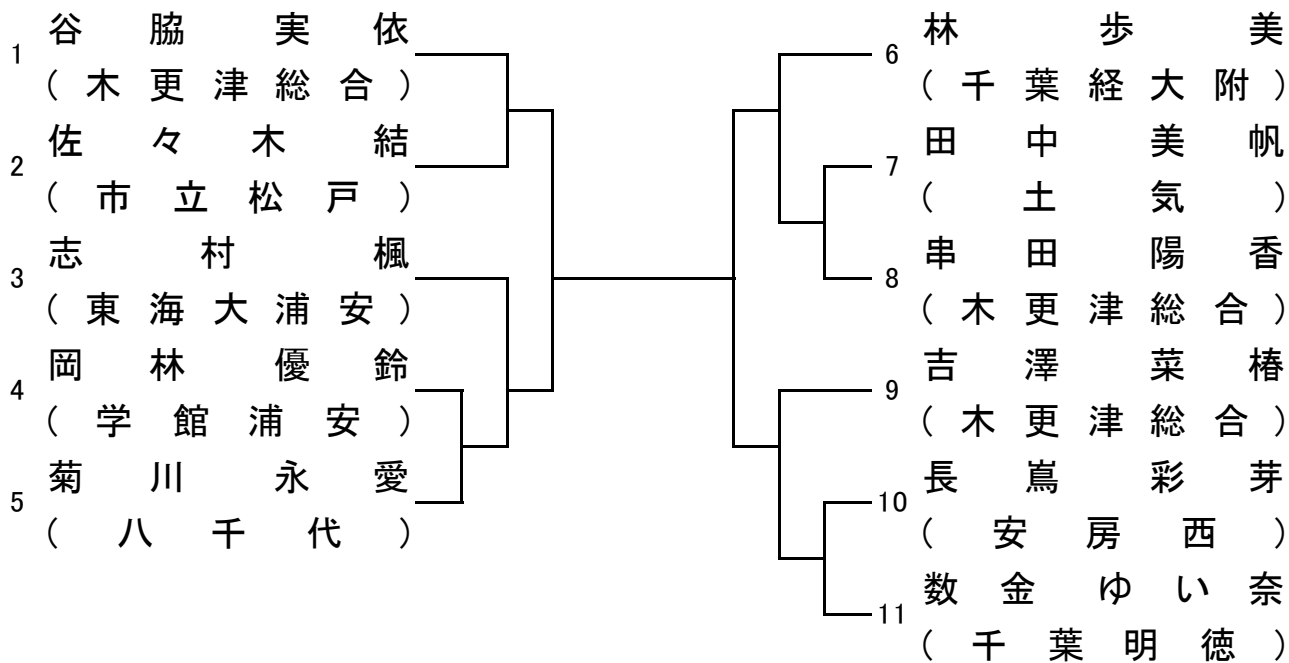 1 谷脇実依
(木更津総合)
2 佐々木結
(市立松戸)
3 志村楓
(東海大浦安)
4 岡林優鈴
(学館浦安)
5 菊川永愛
(八千代)
6 林歩美
(千葉経大附)
7 田中美帆
(土気)
8 串田陽香
(木更津総合)
9 吉澤菜椿
(木更津総合)
10 長嶌彩芽
(安房西)
11 数金ゆい奈
(千葉明徳)